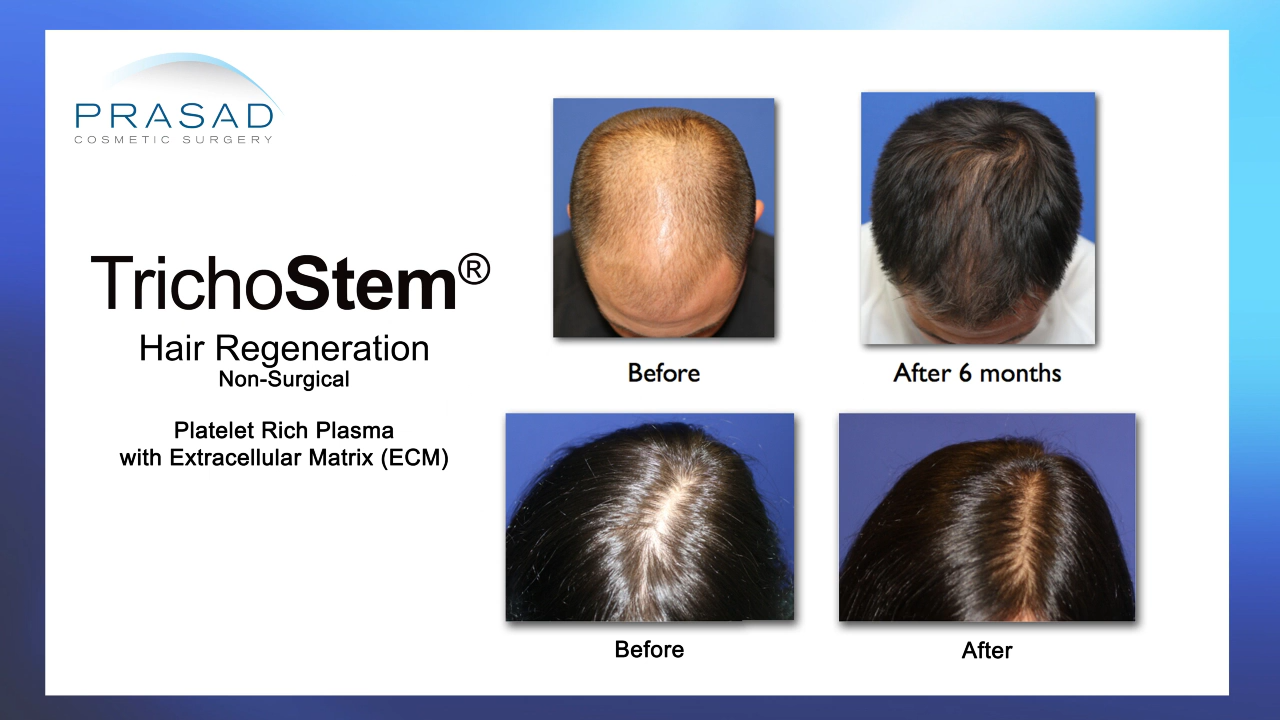 PRASAD
COSMETIC SURGERY
TrichoStem®
Hair Regeneration
Non-Surgical
Platelet Rich Plasma
with Extracellular Matrix (ECM)
Before
After 6 months
Before
After